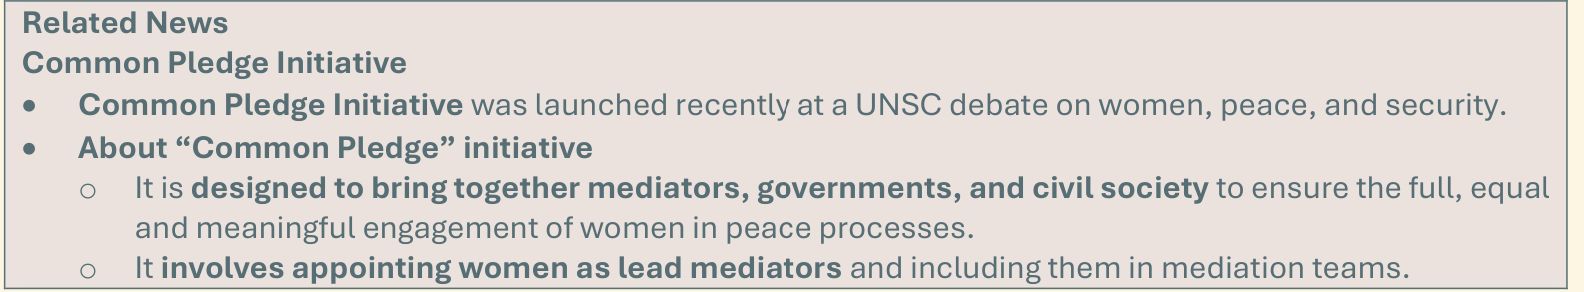 Related News
Common Pledge Initiative
• Common Pledge Initiative was launched recently at a UNSC debate on women, peace, and security.
• About “Common Pledge” initiative
○ It is designed to bring together mediators, governments, and civil society to ensure the full, equal
and meaningful engagement of women in peace processes.
○ It involves appointing women as lead mediators and including them in mediation teams.